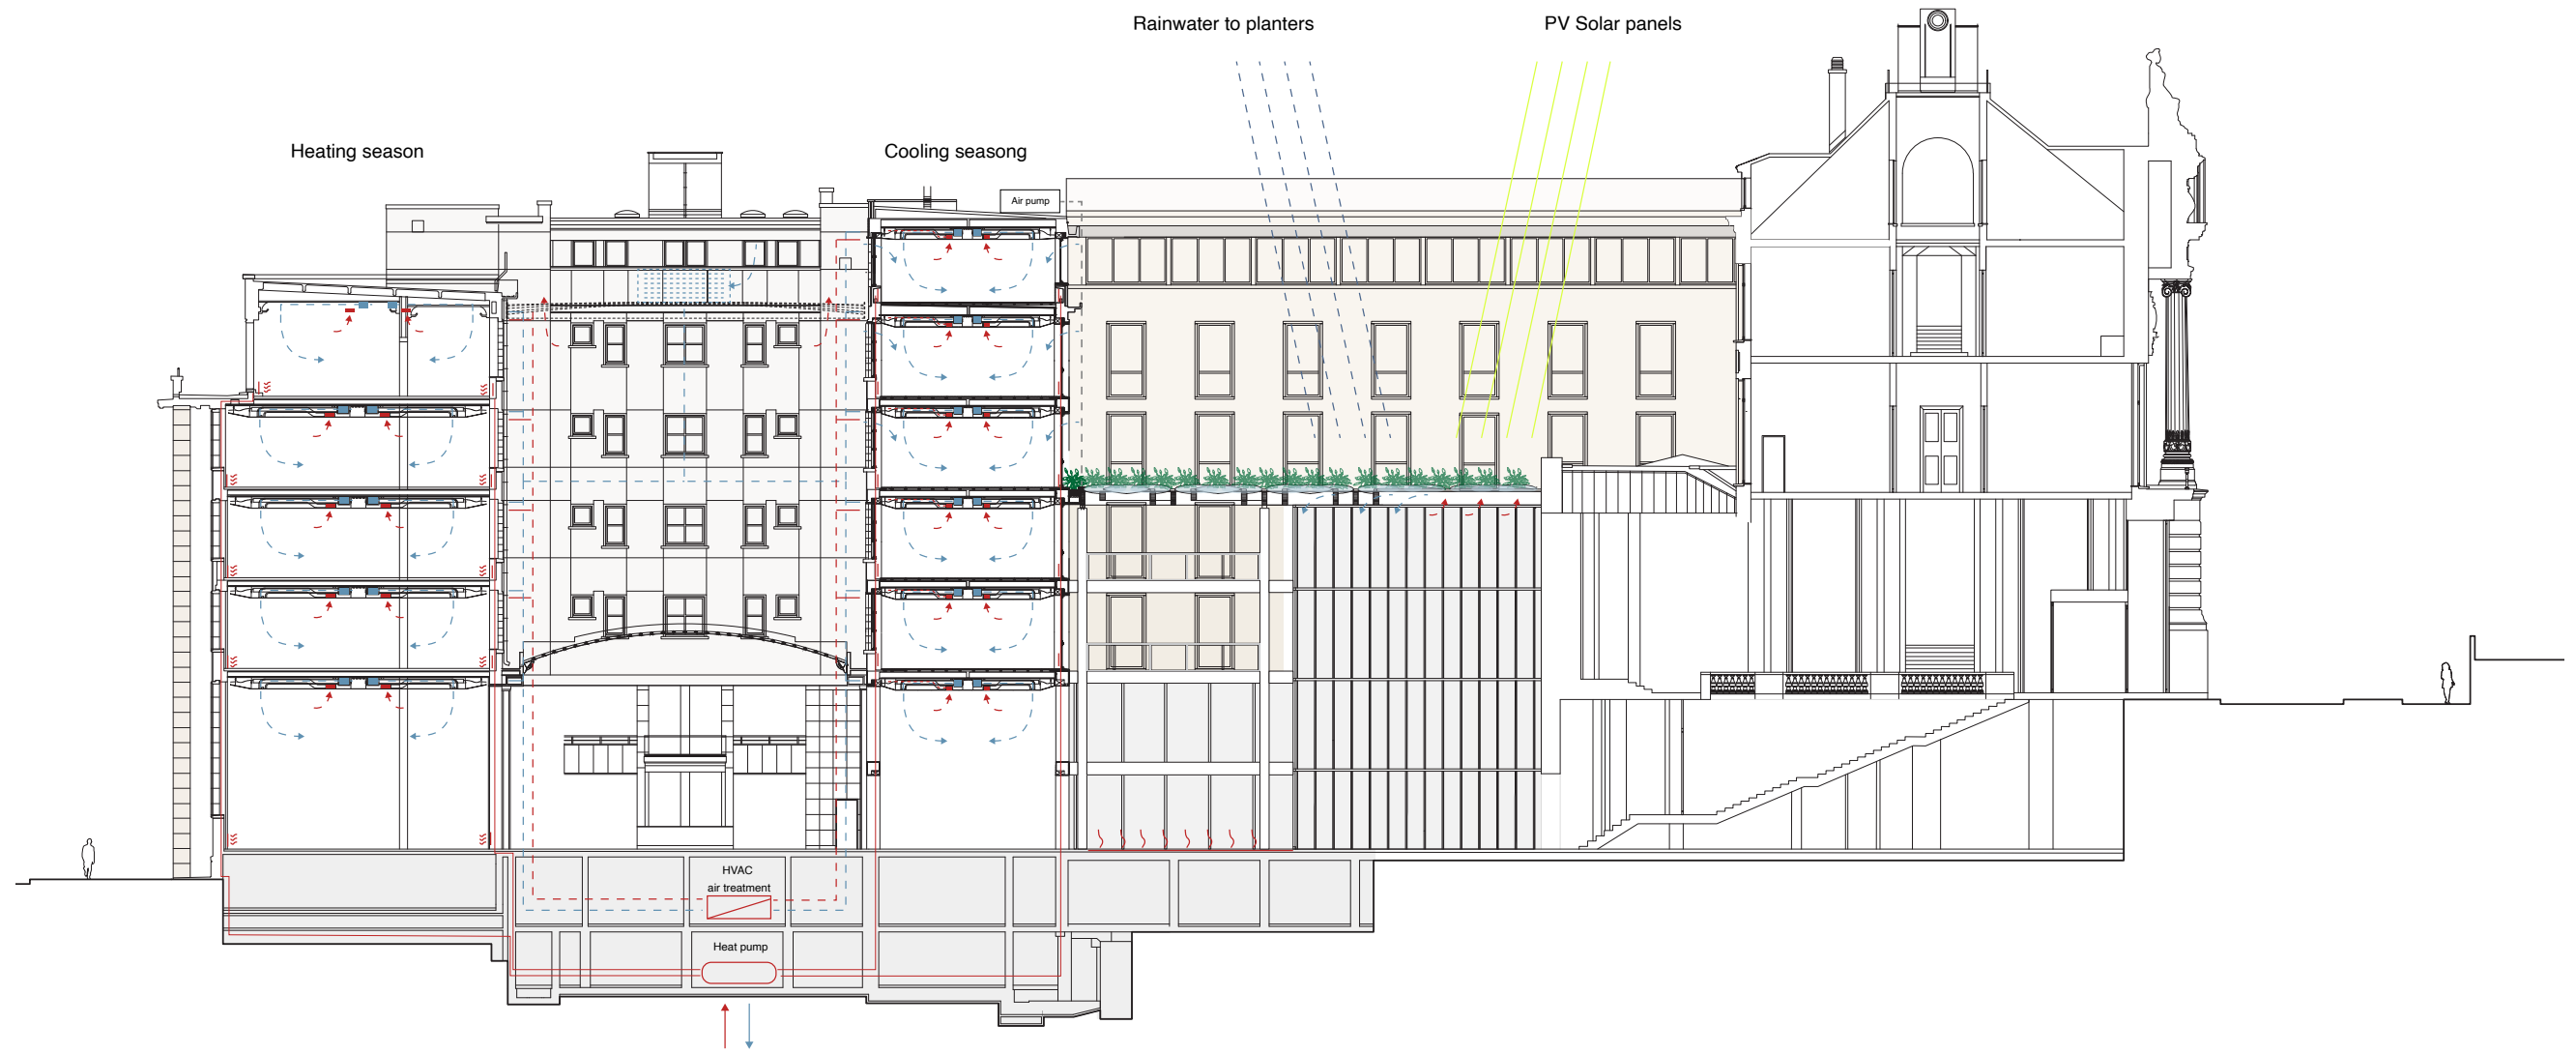 Rainwater to planters
PV Solar panels
Heating season
Cooling seasong
Air pump
HVAC
air treatment
Heat pump